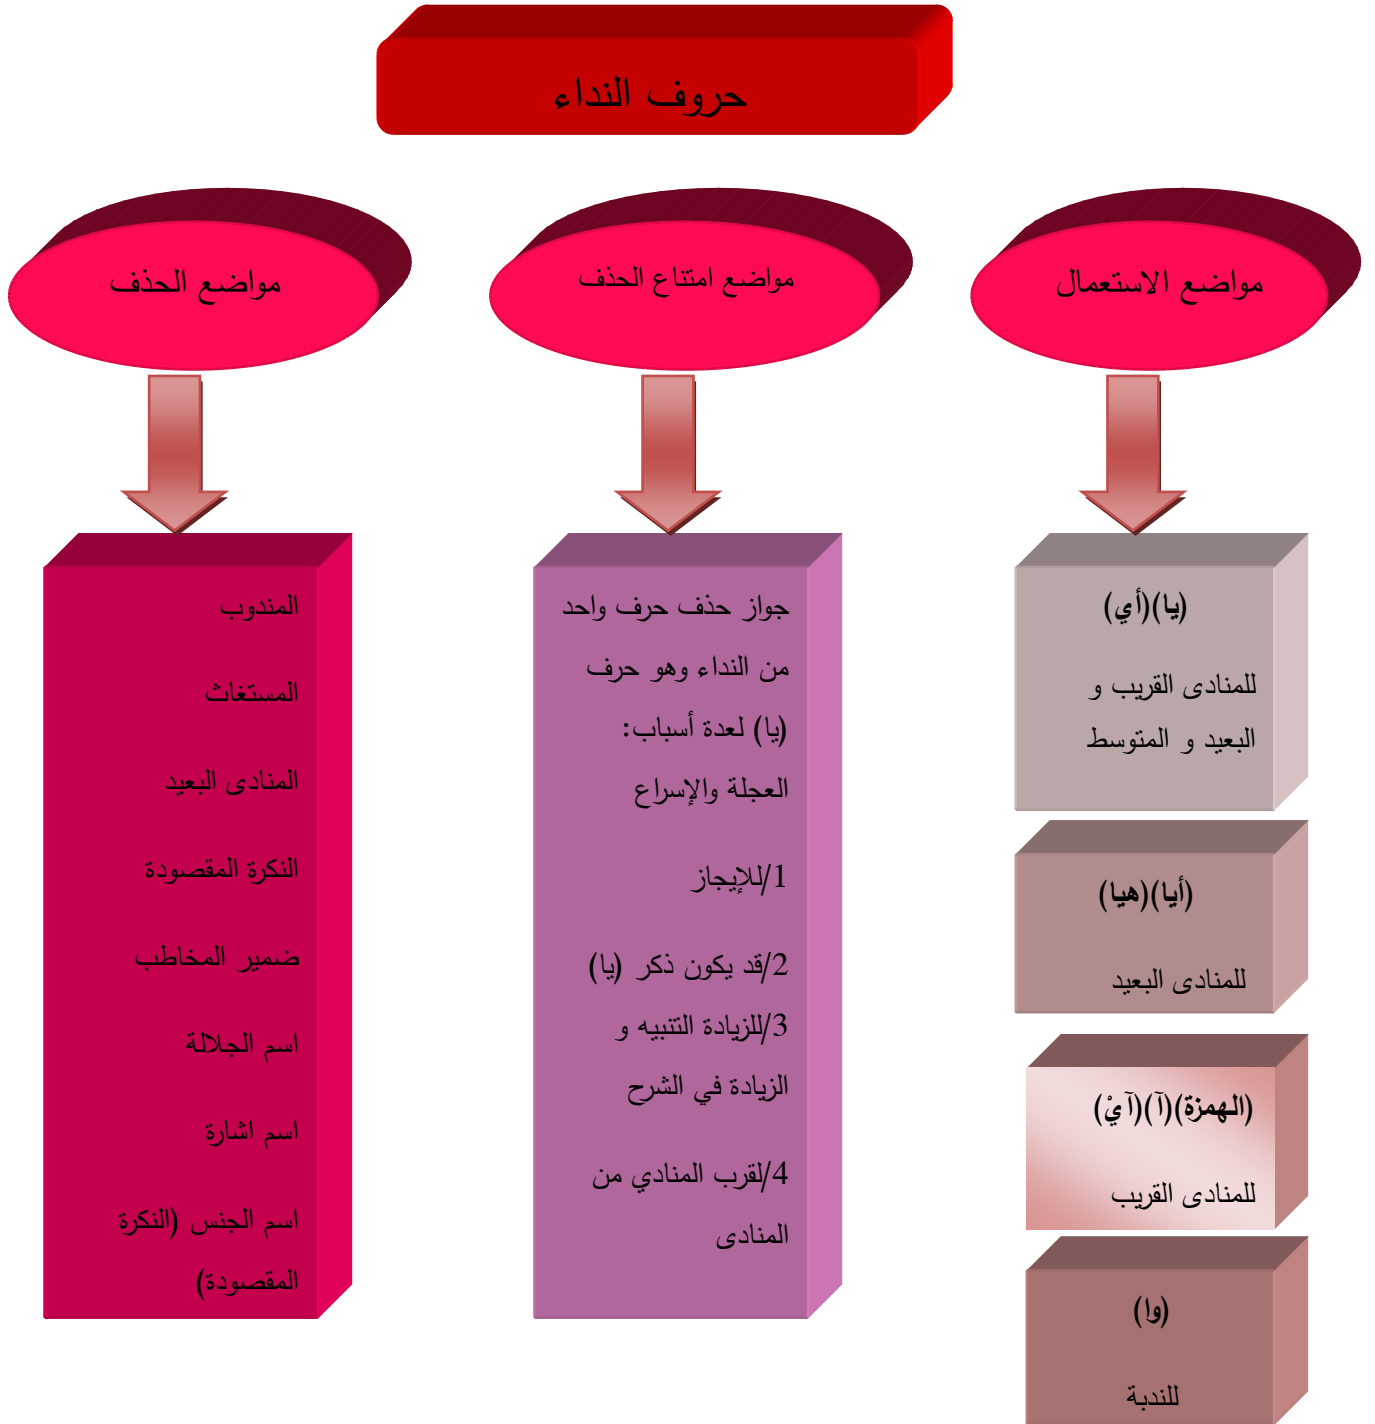 حروف النداء
مواضع الاستعمال
(يا)(أي)
للمنادى القريب و
البعيد و المتوسط
(أيا)(هيا)
للمنادى البعيد
(الهمزة)(آ)(آيْ)
للمنادى القريب
(وا)
للندبة
مواضع امتناع الحذف
جواز حذف حرف واحد
من النداء وهو حرف
(يا) لعدة أسباب:
العجلة والإسراع
1/للإيجاز
2/قد يكون ذكر (يا)
3/للزيادة التنبيه و
الزيادة في الشرح
4/لقرب المنادي من
المنادى
مواضع الحذف
المندوب
المستغاث
المنادى البعيد
النكرة المقصودة
ضمير المخاطب
اسم الجلالة
اسم اشارة
اسم الجنس (النكرة
المقصودة)